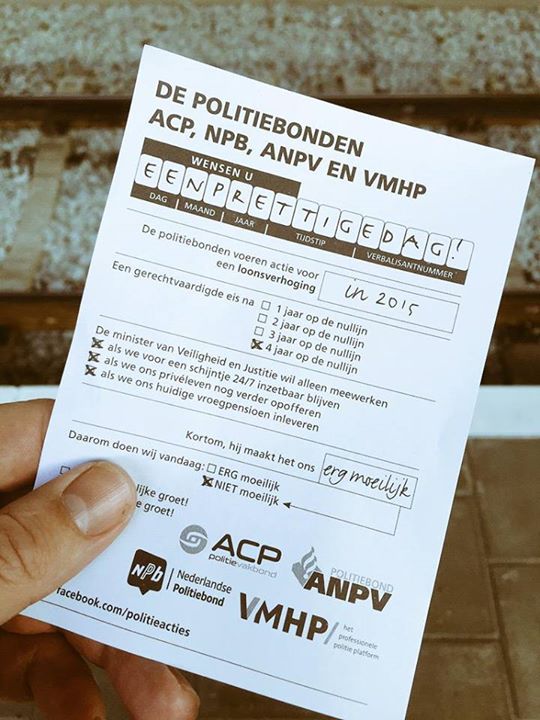 DE POLITIEBONDEN
ACP, NPB, ANPV EN VMHP
WENSEN U
EENPRETTIGEDAG!
DAG | MAAND | JAAR | TIJDSTIP | VERBALISANTNUMMER
De politiebonden voeren actie voor
een loonsverhoging
in 2015
Een gerechtvaardigde eis na
1 jaar op de nullijn
2 jaar op de nullijn
3 jaar op de nullijn
4 jaar op de nullijn
De minister van Veiligheid en Justitie wil alleen meewerken
als we voor een schijntje 24/7 inzetbaar blijven
als we ons privéleven nog verder opofferen
als we ons huidige vroegpensioen inleveren
Kortom, hij maakt het ons erg moeilijk
Daarom doen wij vandaag: ERG moeilijk
NIET moeilijk
lijke groet!
e groet!
ACP
politievakbond
POLITIEBOND
ANPV
NPb
Nederlandse
Politiebond
VMHP
het
professionele
politie platform
facebook.com/politieacties